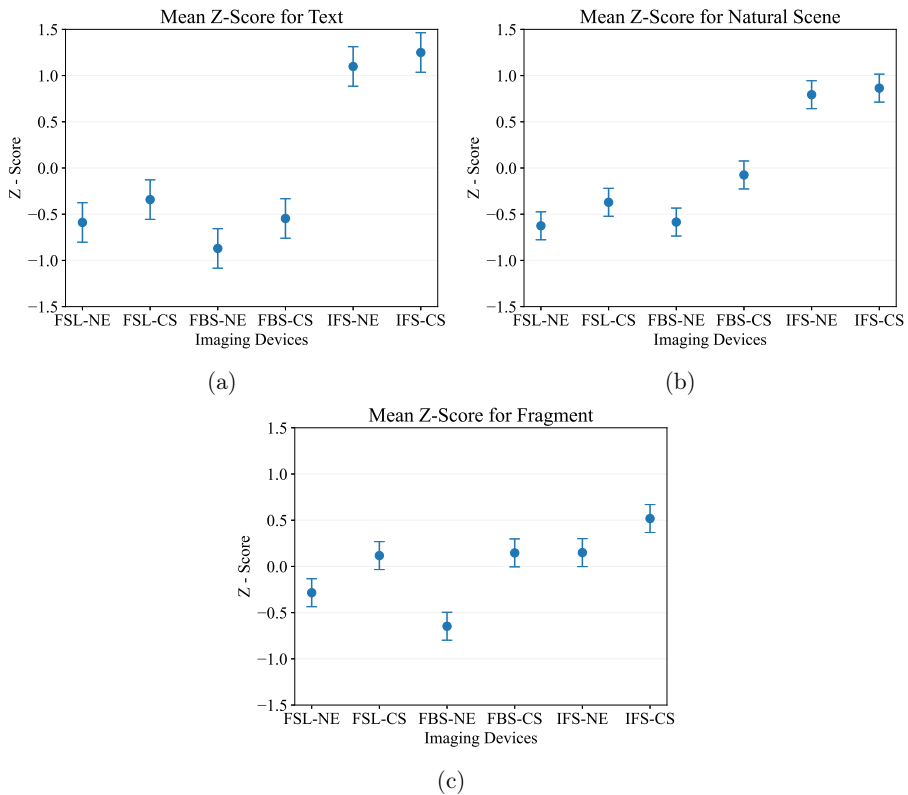 Mean Z-Score for Text
1.5
1.0
0.5
0.0
−0.5
−1.0
−1.5
Z - Score
FSL-NE FSL-CS FBS-NE FBS-CS IFS-NE IFS-CS
Imaging Devices
(a)
Mean Z-Score for Natural Scene
1.5
1.0
0.5
0.0
−0.5
−1.0
−1.5
Z - Score
FSL-NE FSL-CS FBS-NE FBS-CS IFS-NE IFS-CS
Imaging Devices
(b)
Mean Z-Score for Fragment
1.5
1.0
0.5
0.0
−0.5
−1.0
−1.5
Z - Score
FSL-NE FSL-CS FBS-NE FBS-CS IFS-NE IFS-CS
Imaging Devices
(c)